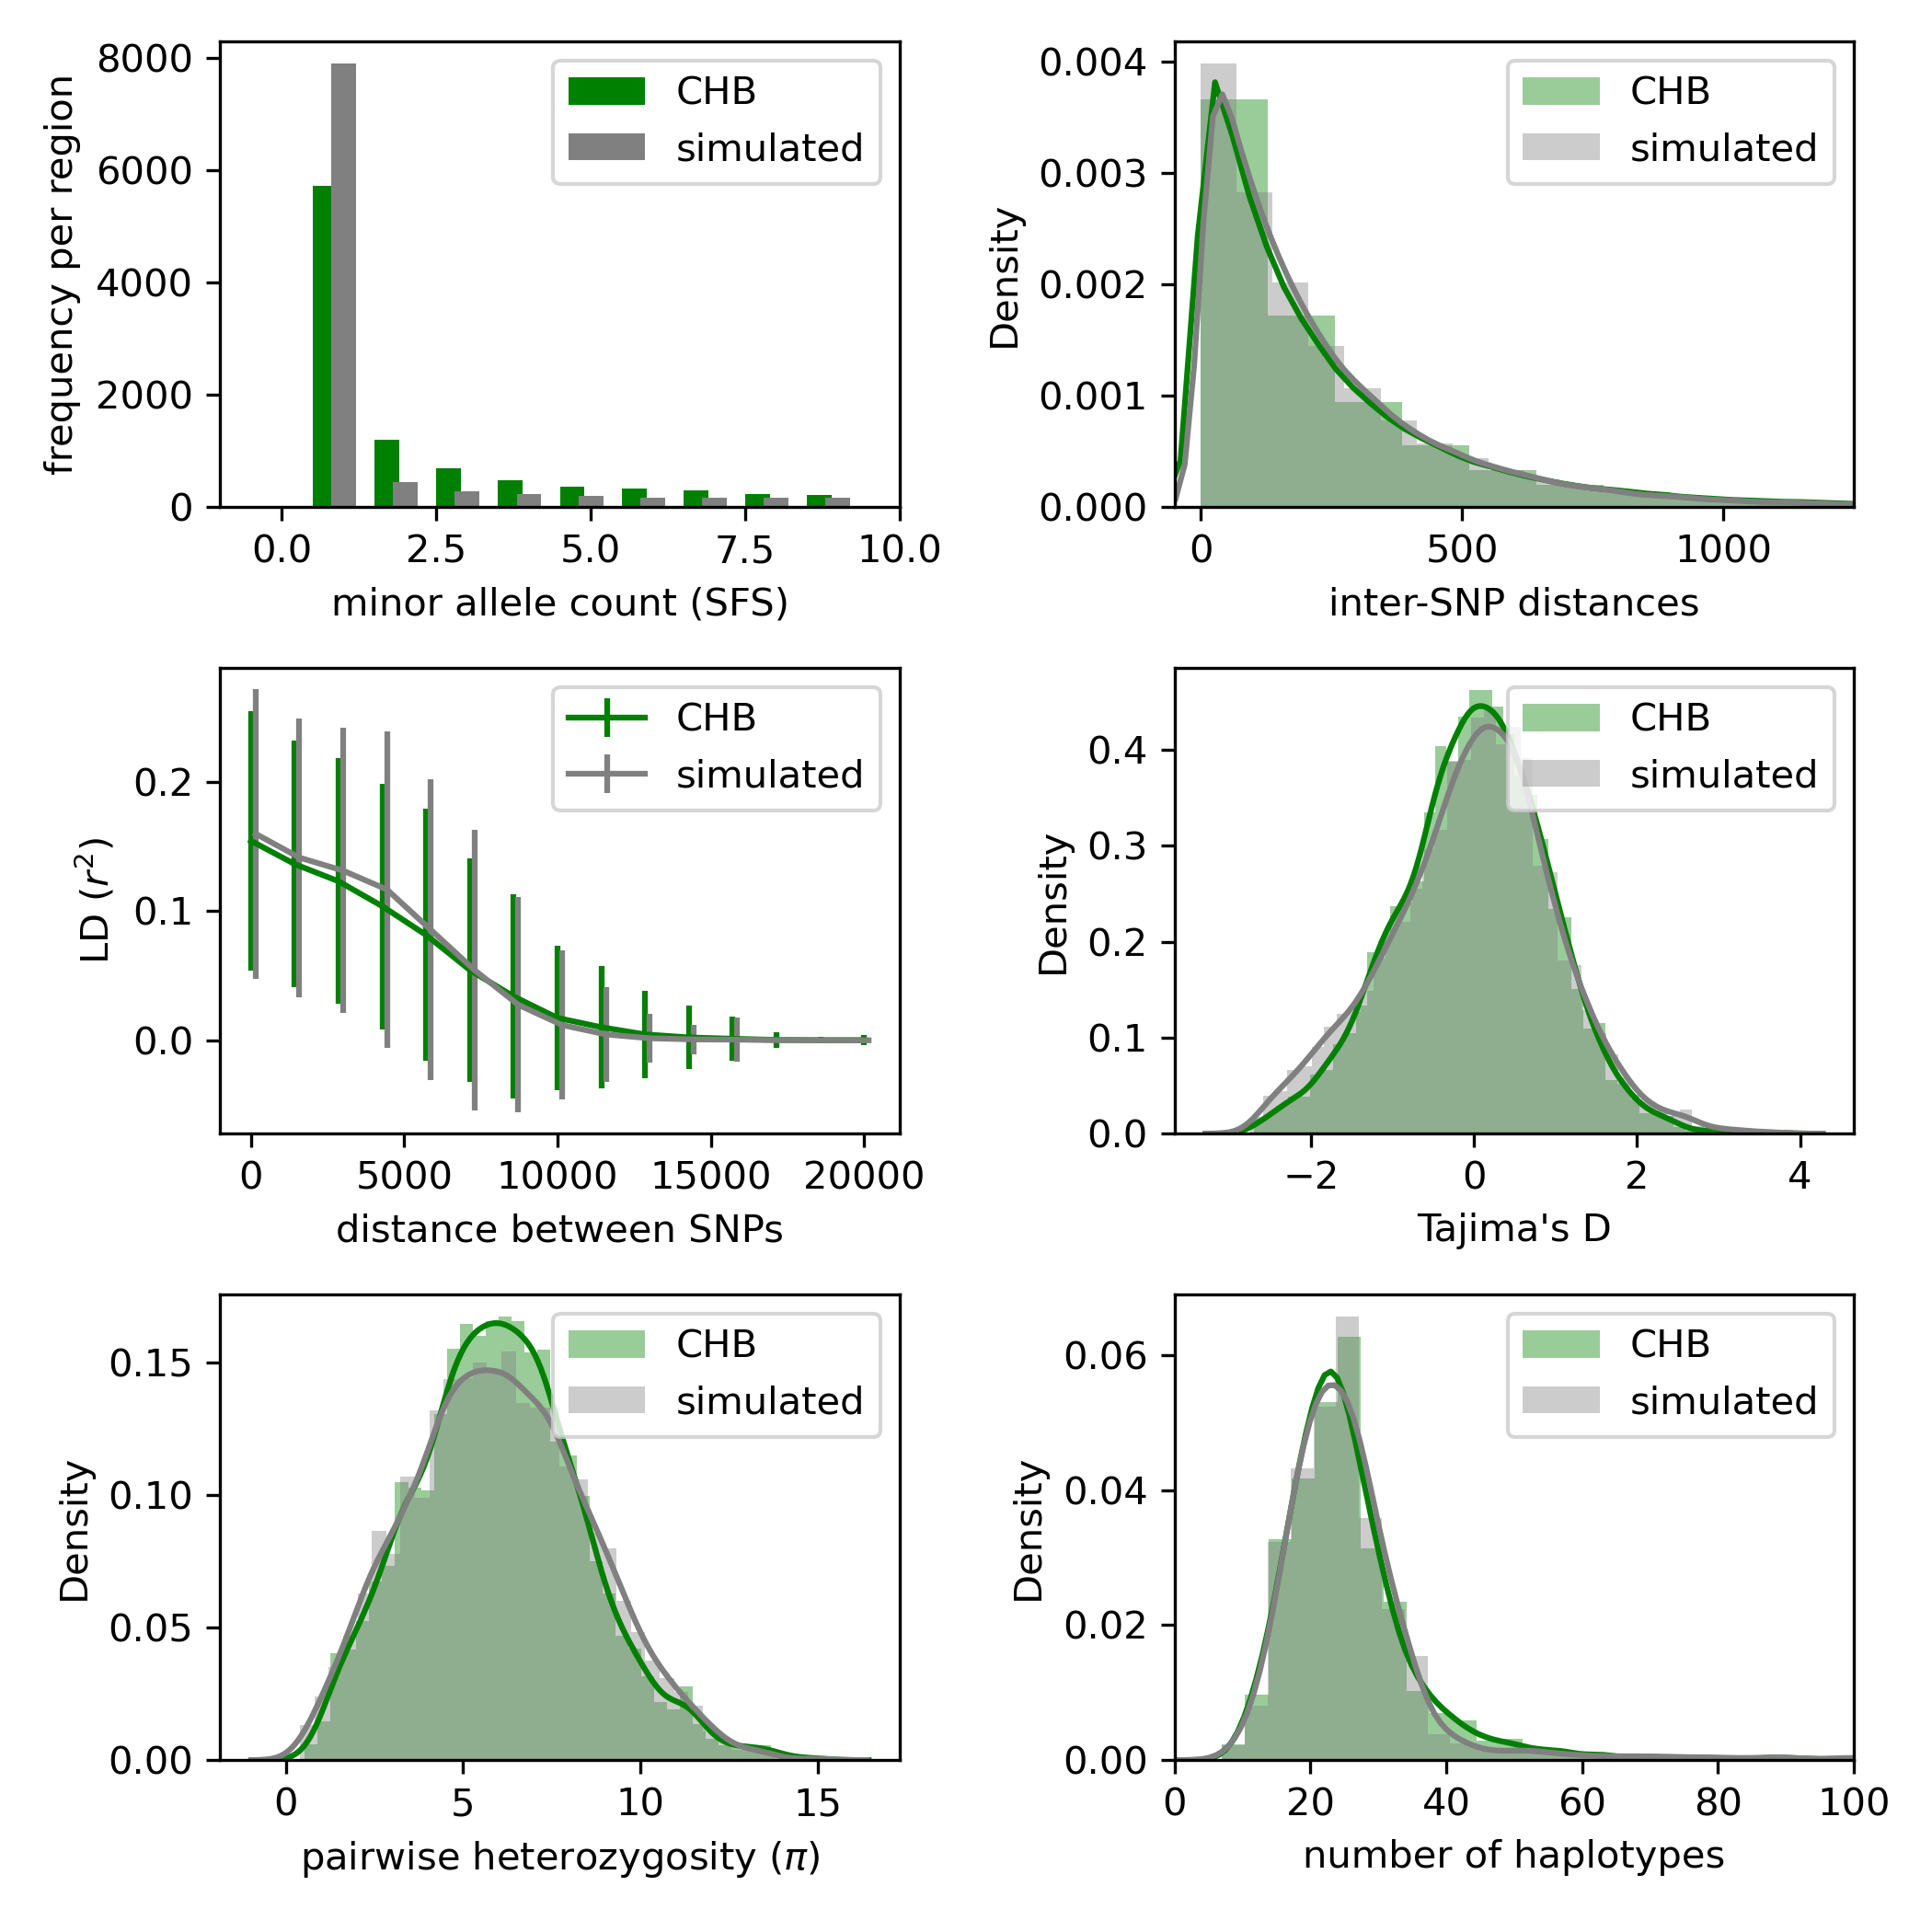 frequency per region
8000
6000
4000
2000
0
0.0 2.5 5.0 7.5 10.0
minor allele count (SFS)
CHB
simulated
Density
0.004
0.003
0.002
0.001
0.000
0 500 1000
inter-SNP distances
CHB
simulated
LD (r²)
0.2
0.1
0.0
0 5000 10000 15000 20000
distance between SNPs
CHB
simulated
Density
0.4
0.3
0.2
0.1
0.0
−2 0 2 4
Tajima's D
CHB
simulated
Density
0.15
0.10
0.05
0.00
0 5 10 15
pairwise heterozygosity (π)
CHB
simulated
Density
0.06
0.04
0.02
0.00
0 20 40 60 80 100
number of haplotypes
CHB
simulated